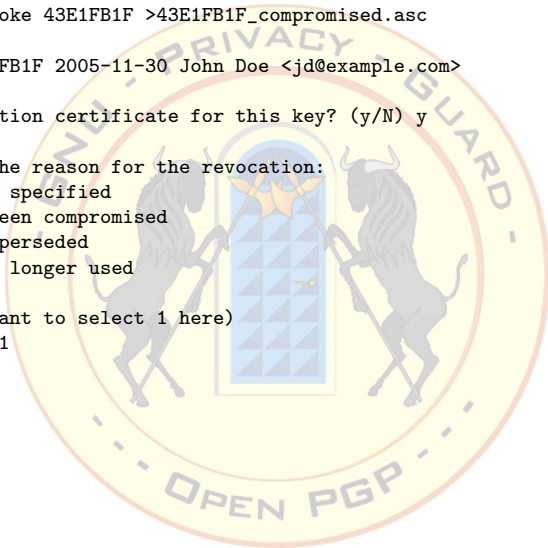 oke 43E1FB1F >43E1FB1F_compromised.asc
FB1F 2005-11-30 John Doe <jd@example.com>
tion certificate for this key? (y/N) y
he reason for the revocation:
specified
een compromised
perseded
longer used
ant to select 1 here)
1
GNU - PRIVACY - GUARD -
- - - OPEN PGP - - -